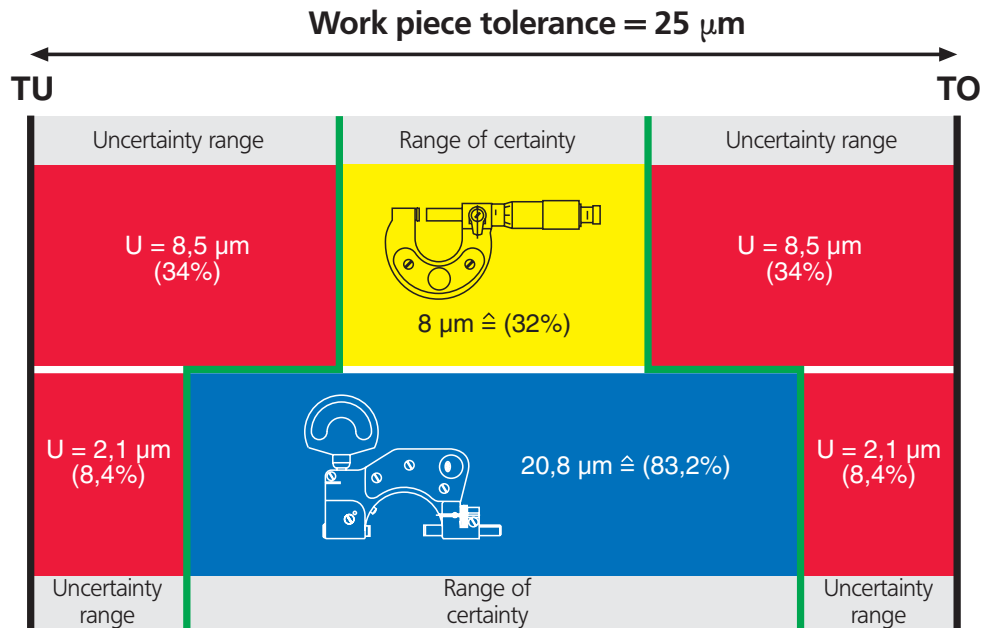 Work piece tolerance = 25 μm
TU
TO
Uncertainty range
Range of certainty
Uncertainty range
U = 8,5 µm
(34%)
8 µm ≙ (32%)
U = 8,5 µm
(34%)
U = 2,1 µm
(8,4%)
20,8 µm ≙ (83,2%)
U = 2,1 µm
(8,4%)
Uncertainty
range
Range of
certainty
Uncertainty
range